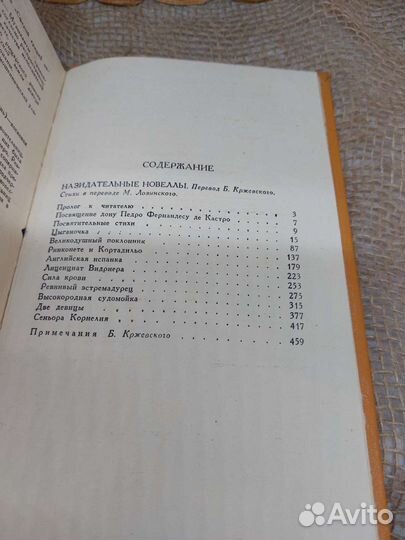 СОДЕРЖАНИЕ
НАЗИДАТЕЛЬНЫЕ НОВЕЛЛЫ. Перевод Б. Кржевского.
Стихи в переводе М. Лозинского.
Пролог к читателю . . . . . . . . . . 3
Посвящение дону Педро Фернандесу де Кастро . . . 7
Посвятительные стихи . . . . . . . . . . 9
Цыганочка . . . . . . . . . . 15
Великодушный поклонник . . . . . . . . . . 87
Ринконете и Кортадильо . . . . . . . . . . 137
Английская испанка . . . . . . . . . . 179
Лиценциат Видриера . . . . . . . . . . 223
Сила крови . . . . . . . . . . 253
Ревнивый эстремадурец . . . . . . . . . . 275
Высокородная судомойка . . . . . . . . . . 315
Две девицы . . . . . . . . . . 377
Сеньора Корнелия . . . . . . . . . . 417
Примечания Б. Кржевского . . . . . . . 459
Avito